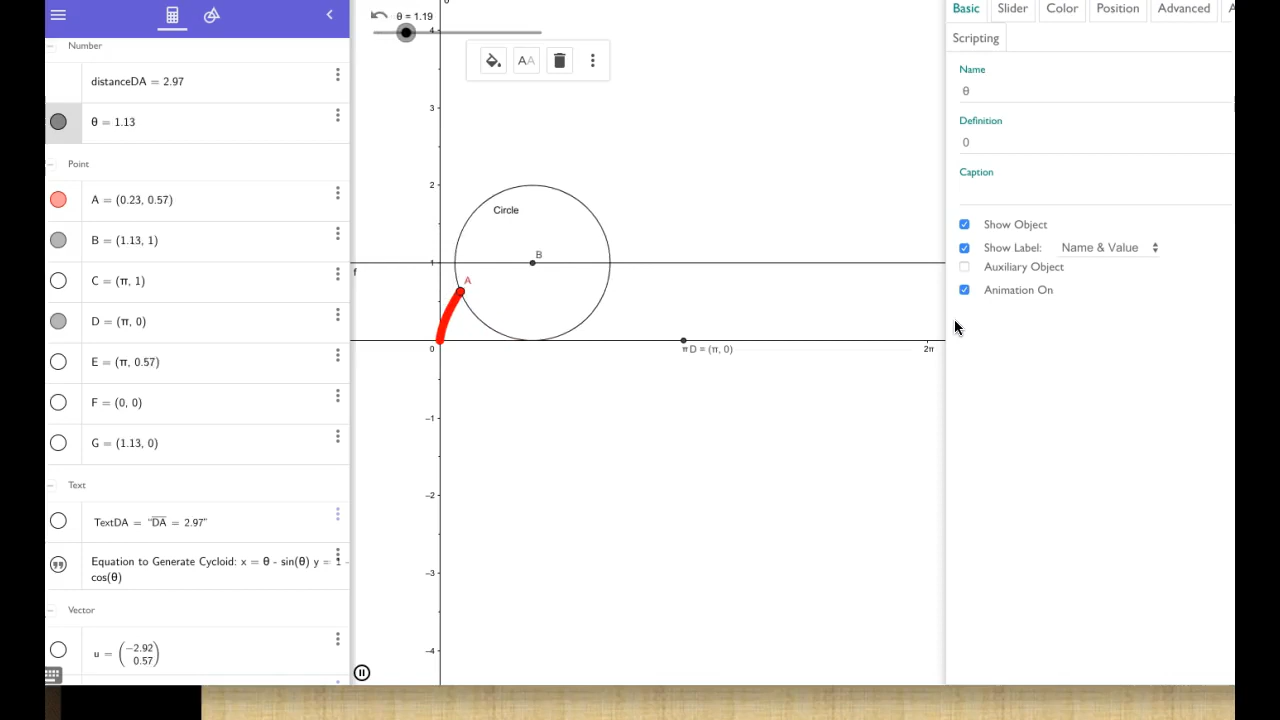 Number
distanceDA = 2.97
θ = 1.13
Point
A = (0.23, 0.57)
B = (1.13, 1)
C = (π, 1)
D = (π, 0)
E = (π, 0.57)
F = (0, 0)
G = (1.13, 0)
Text
TextDA = “DA = 2.97”
Equation to Generate Cycloid: x = θ - sin(θ) y = 1 -
cos(θ)
Vector
u = (−2.92
0.57)
θ = 1.19
4
3
2
Circle
B
1
f
A
0
π D = (π, 0)
2π
−1
−2
−3
−4
Basic Slider Color Position Advanced
Scripting
Name
θ
Definition
0
Caption
Show Object
Show Label: Name & Value
Auxiliary Object
Animation On